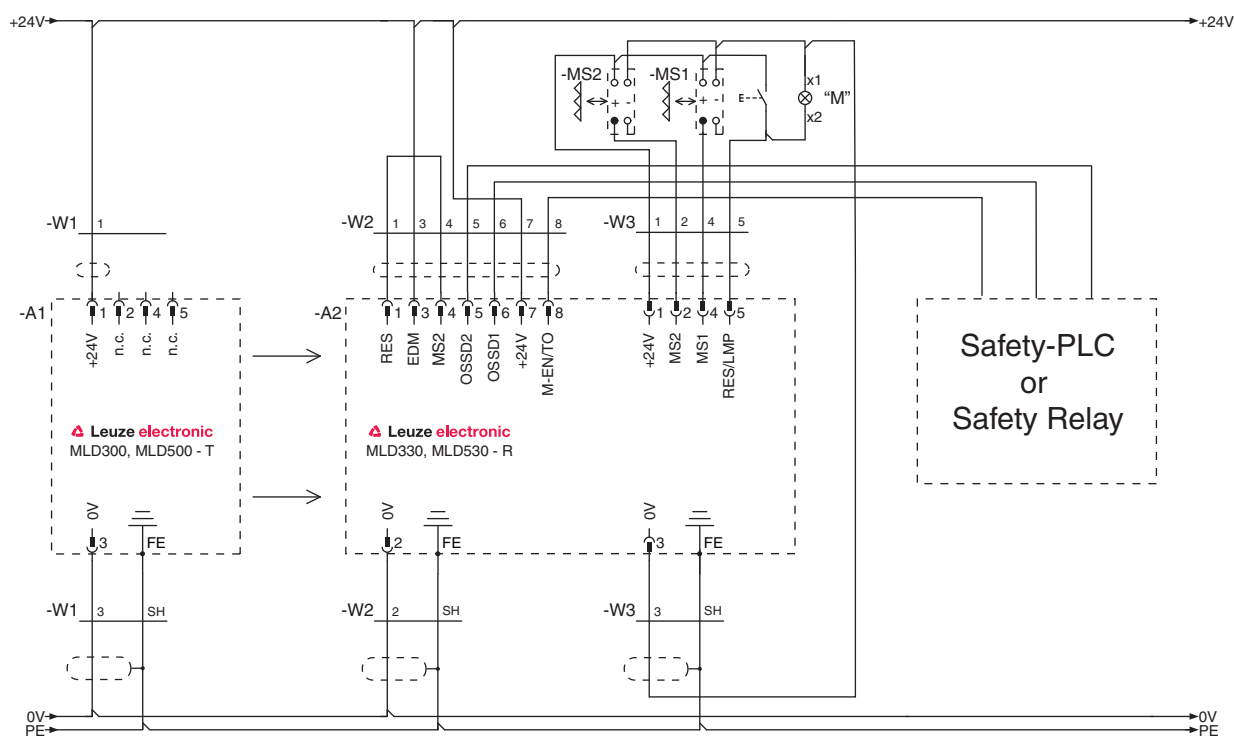 +24V
+24V
-MS2
-MS1
+ -
+ -
E
x1
x2
“M”
-W1
1
-W2
1 3 4 5 6 7 8
-W3
1 2 4 5
-A1
1 2 4 5
+24V
n.c.
n.c.
n.c.
-A2
1 3 4 5 6 7 8
RES
EDM
MS2
OSSD2
OSSD1
+24V
M-EN/TO
1 2 4 5
+24V
MS2
MS1
RES/LMP
Safety-PLC
or
Safety Relay
Leuze electronic
MLD300, MLD500 - T
Leuze electronic
MLD330, MLD530 - R
0V
3
FE
0V
2
FE
0V
3
FE
-W1
3
SH
-W2
2
SH
-W3
3
SH
0V
PE
0V
PE